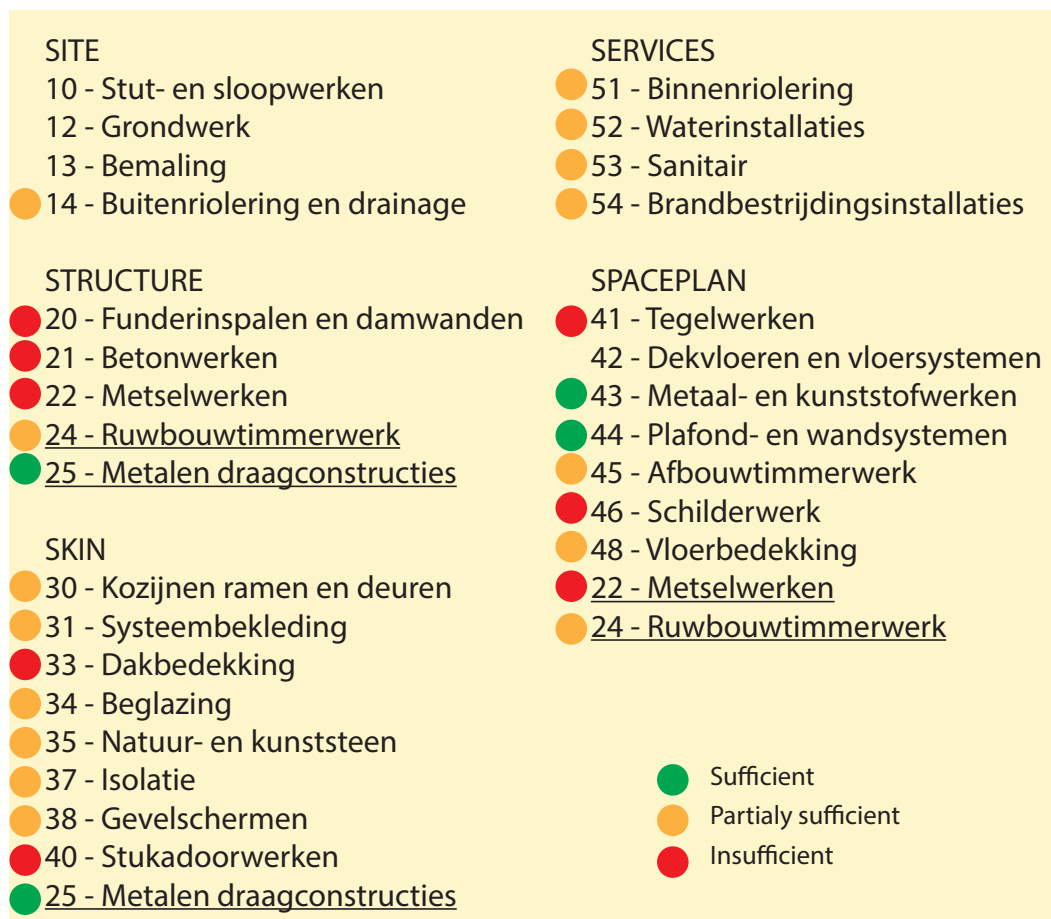 SITE
10 - Stut- en sloopwerken
12 - Grondwerk
13 - Bemaling
14 - Buitenriolering en drainage
STRUCTURE
20 - Funderinspalen en damwanden
21 - Betonwerken
22 - Metselwerken
24 - Ruwbouwtimmerwerk
25 - Metalen draagconstructies
SKIN
30 - Kozijnen ramen en deuren
31 - Systeembekleding
33 - Dakbedekking
34 - Beglazing
35 - Natuur- en kunststeen
37 - Isolatie
38 - Gevelschermen
40 - Stukadoorwerken
25 - Metalen draagconstructies
SERVICES
51 - Binnenriolering
52 - Waterinstallaties
53 - Sanitair
54 - Brandbestrijdingsinstallaties
SPACEPLAN
41 - Tegelwerken
42 - Dekvloeren en vloersystemen
43 - Metaal- en kunststofwerken
44 - Plafond- en wandsystemen
45 - Afbouwtimmerwerk
46 - Schilderwerk
48 - Vloerbedekking
22 - Metselwerken
24 - Ruwbouwtimmerwerk
Sufficient
Partialy sufficient
Insufficient